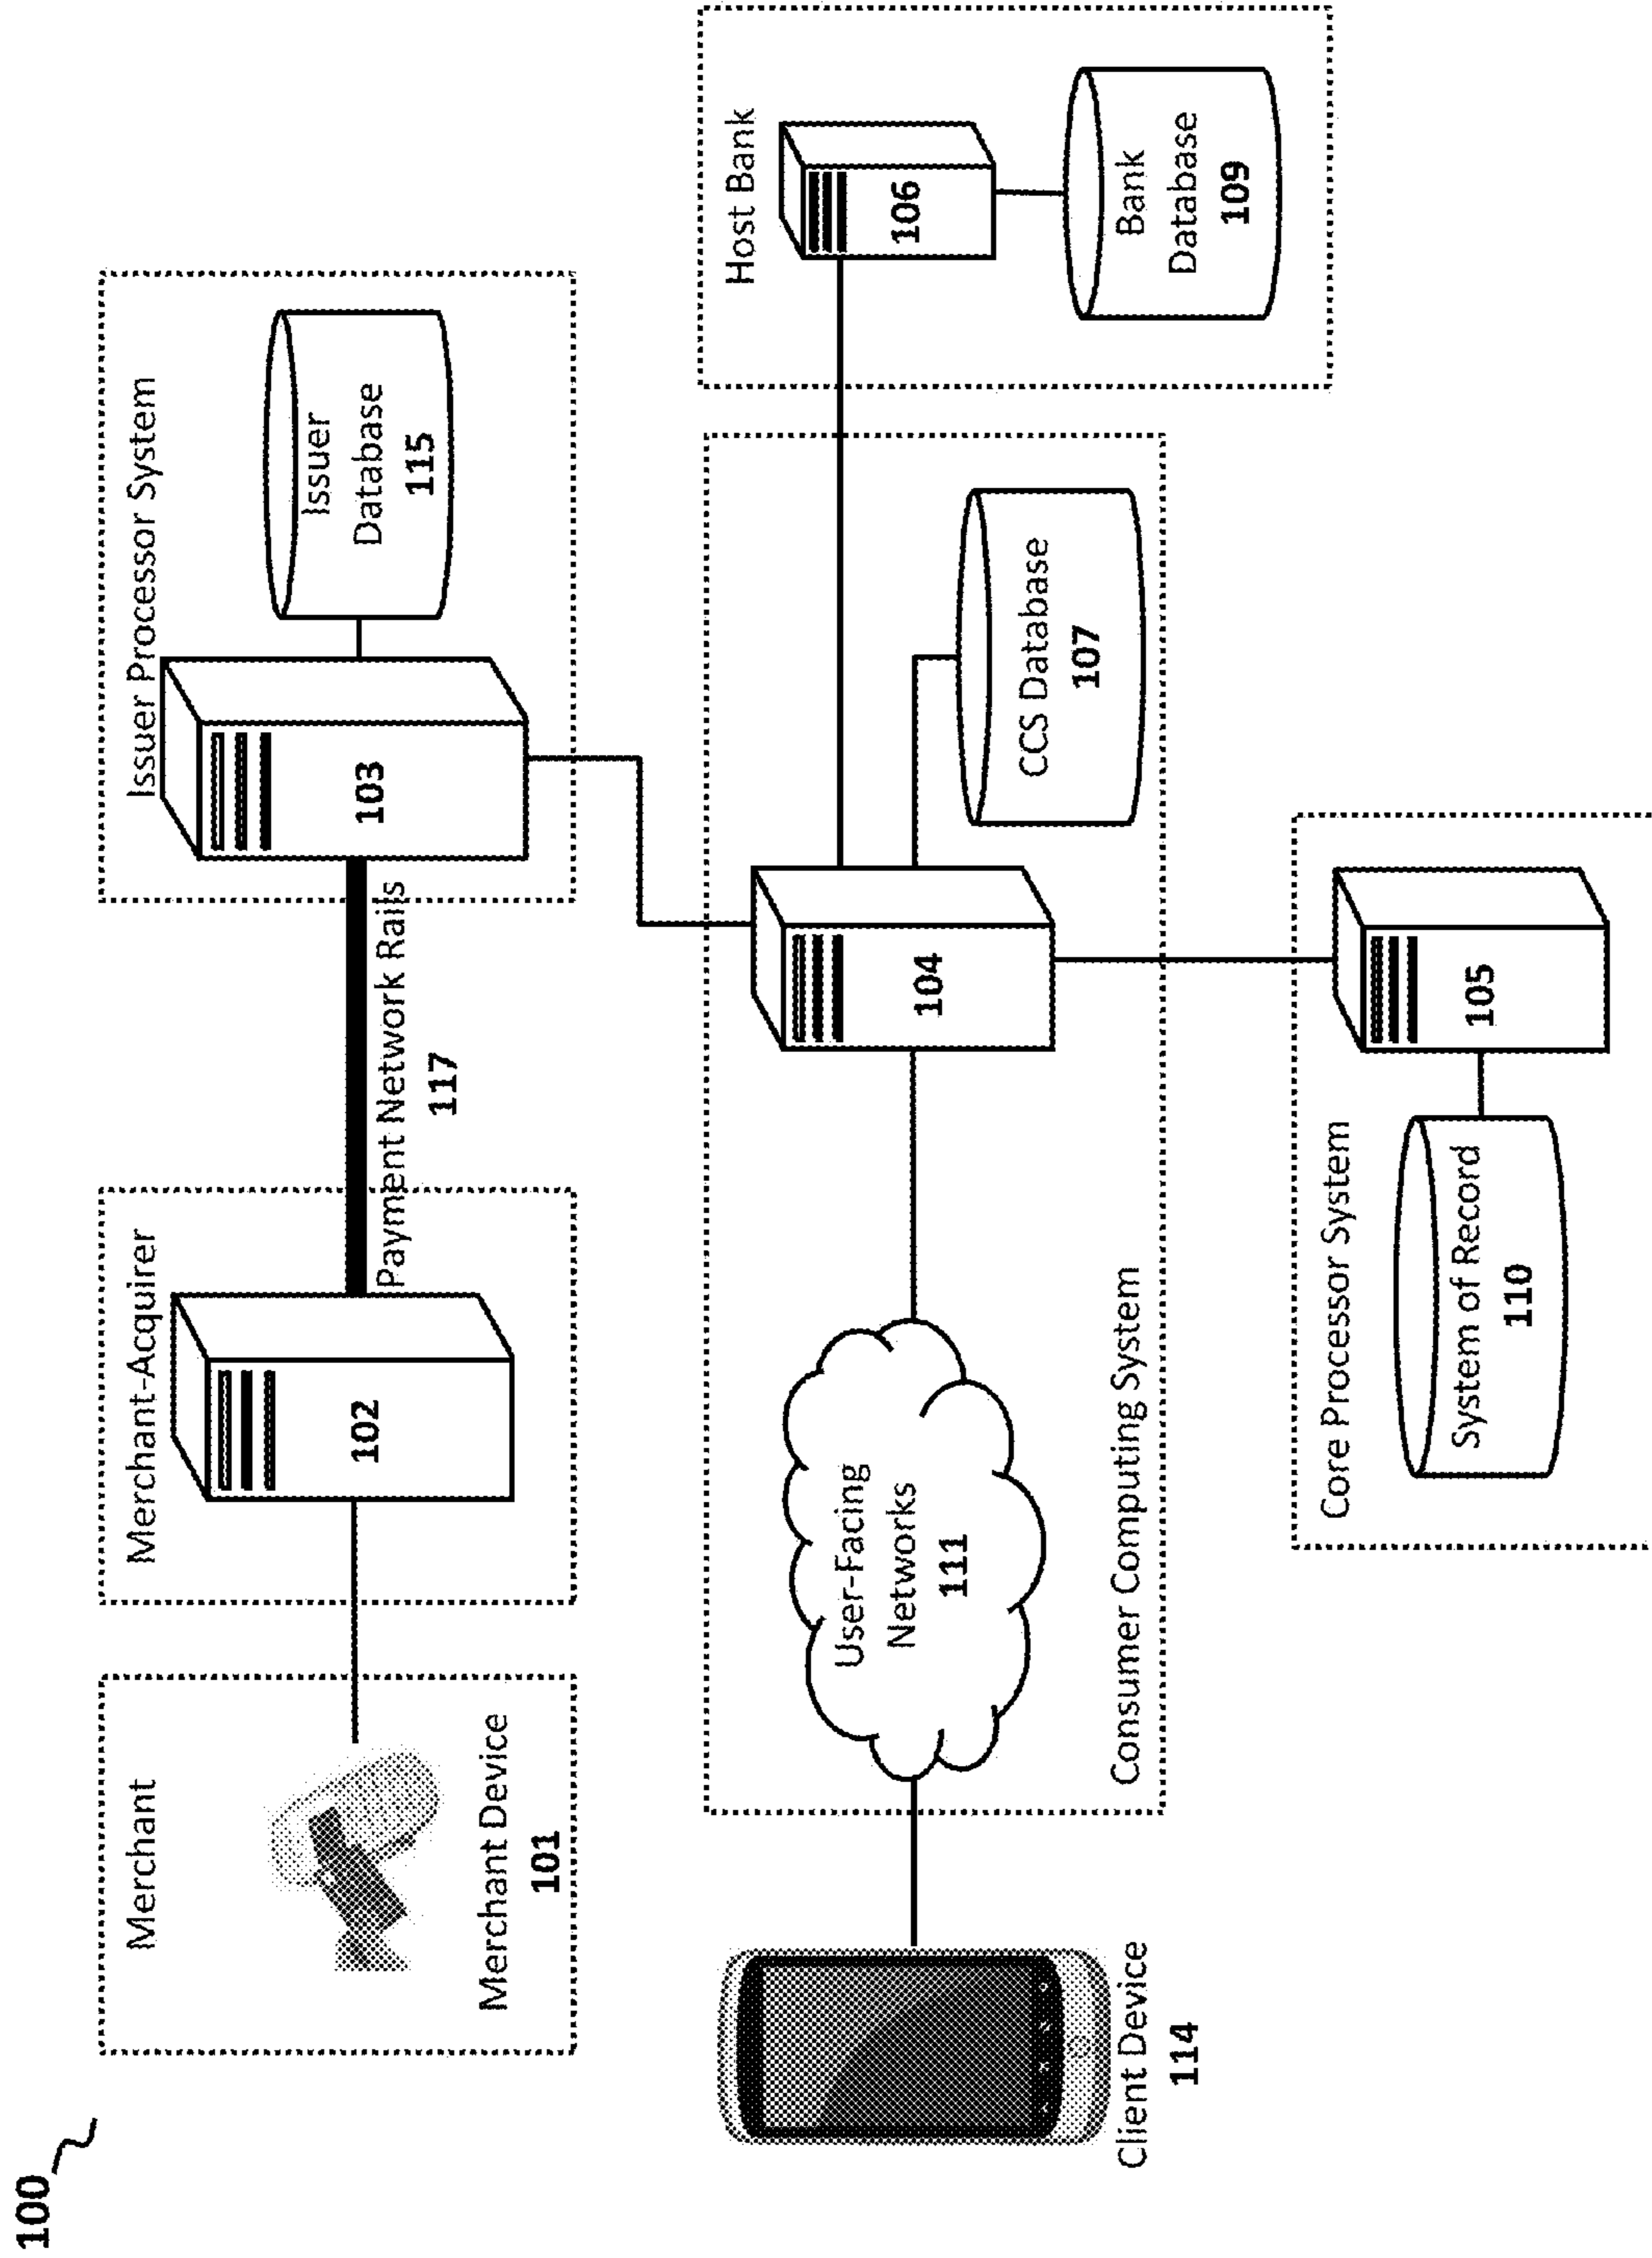 100
Merchant
Merchant Device
101
Merchant-Acquirer
102
Payment Network Rails
117
Issuer Processor System
103
Issuer
Database
115
Client Device
114
User-Facing
Networks
111
Consumer Computing System
104
CCS Database
107
Host Bank
106
Bank
Database
109
Core Processor System
System of Record
110
105